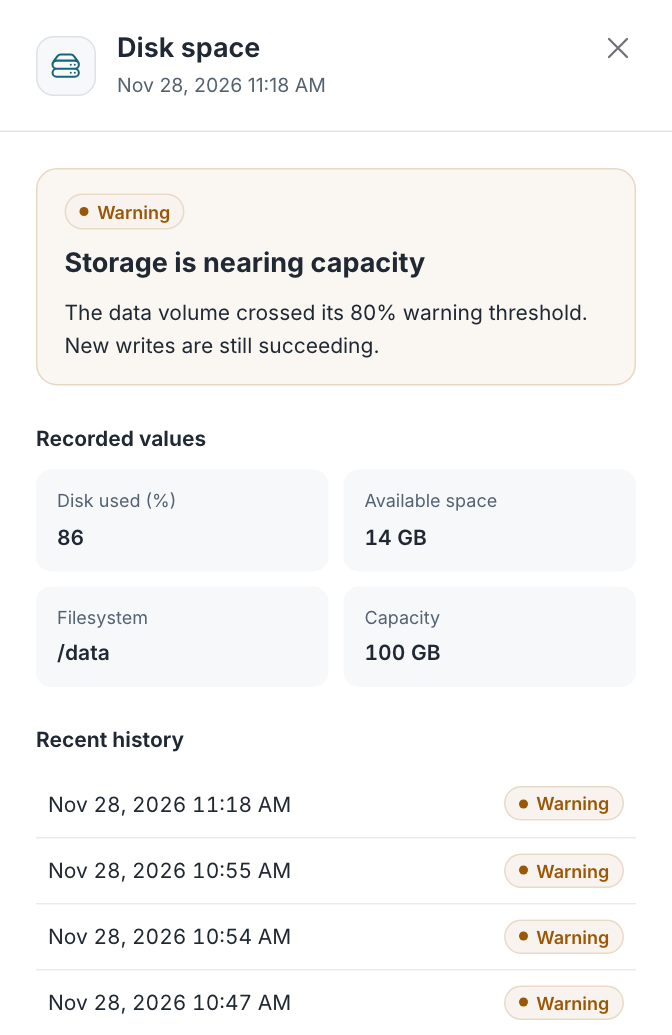 Disk space
Nov 28, 2026 11:18 AM
Warning
Storage is nearing capacity
The data volume crossed its 80% warning threshold.
New writes are still succeeding.
Recorded values
Disk used (%)
86
Available space
14 GB
Filesystem
/data
Capacity
100 GB
Recent history
Nov 28, 2026 11:18 AM Warning
Nov 28, 2026 10:55 AM Warning
Nov 28, 2026 10:54 AM Warning
Nov 28, 2026 10:47 AM Warning